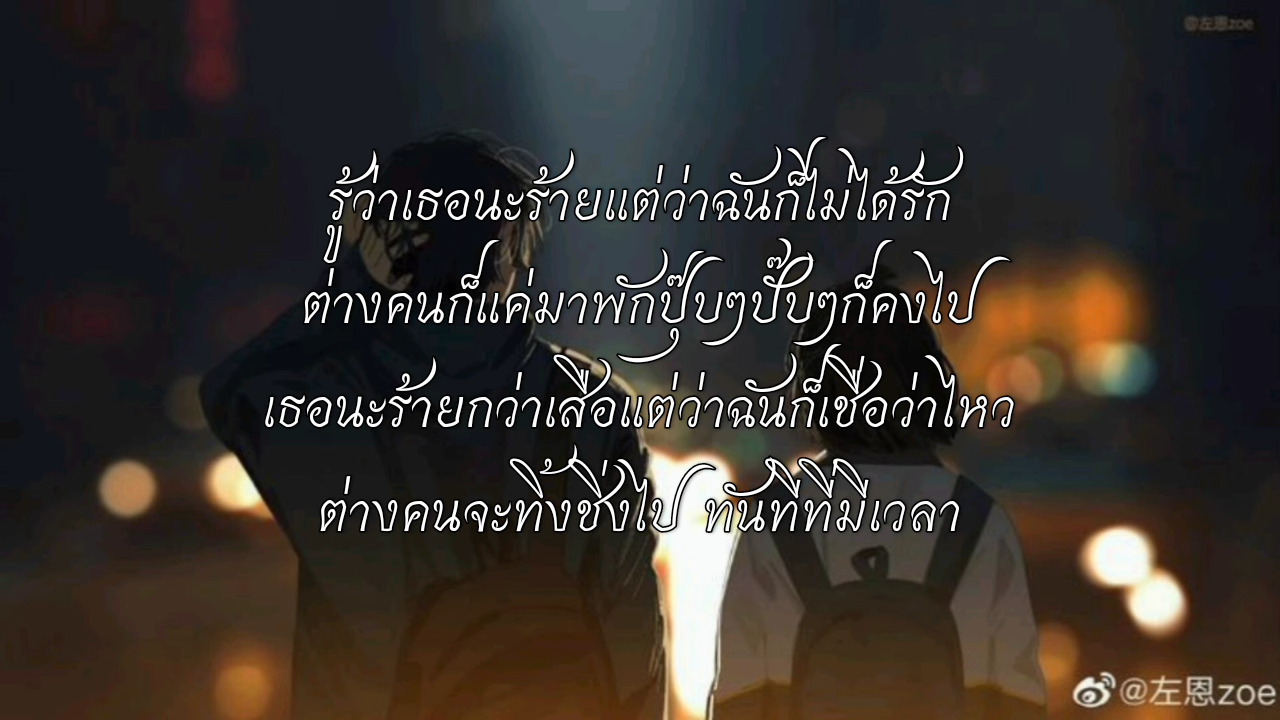 @左恩zoe
รู้ว่าเธอนะร้ายแต่ว่าฉันก็ไม่ได้รัก
ต่างคนก็แค่มาพักปุ๊บๆปั๊บๆก็คงไป
เธอนะร้ายกว่าเสือแต่ว่าฉันก็เชื่อว่าไหว
ต่างคนจะทิ้งชิ่งไป ทันทีที่มีเวลา
@左恩zoe